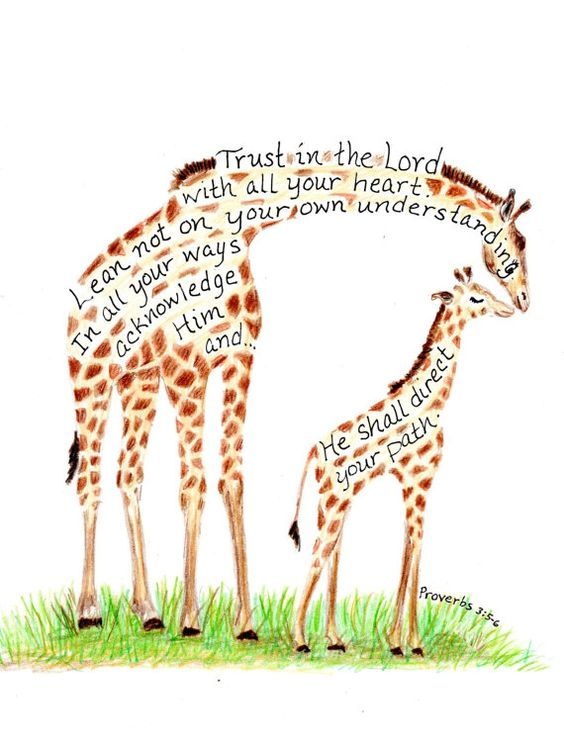 Trust in the Lord
with all your heart.
Lean not on your own understanding.
In all your ways
acknowledge
Him
and...
He shall direct
your path.
Proverbs 3:5-6